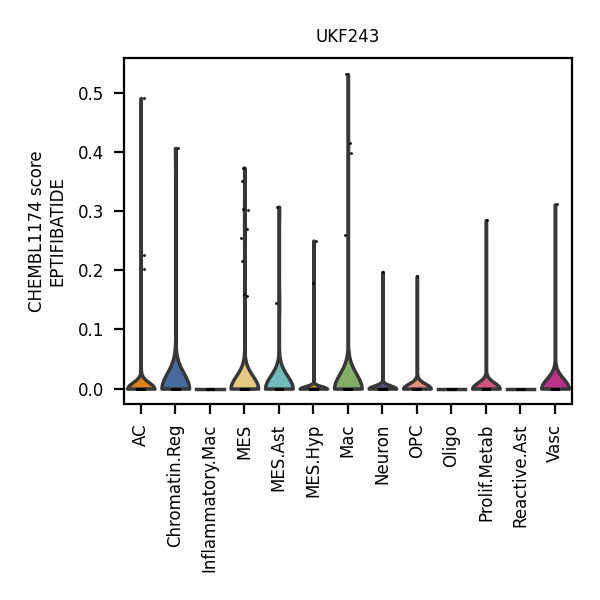 UKF243
CHEMBL1174 score
EPTIFIBATIDE
0.5
0.4
0.3
0.2
0.1
0.0
AC
Chromatin.Reg
Inflammatory.Mac
MES
MES.Ast
MES.Hyp
Mac
Neuron
OPC
Oligo
Prolif.Metab
Reactive.Ast
Vasc